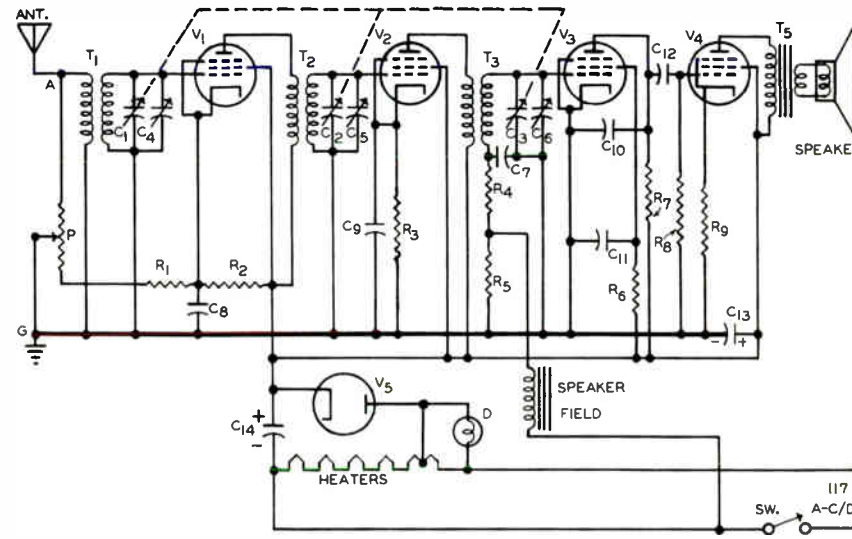 ANT.
V1
V2
V3
V4
T5
T1
T2
T3
C12
A
C1
C4
C2
C5
C3
C6
C7
C10
SPEAKE
R4
R7
P
C9
R3
R8
R9
R1
R2
C11
R5
R6
C8
G
C13
- +
V5
SPEAKER
FIELD
+
C14
-
D
HEATERS
117
SW.
A-C/D